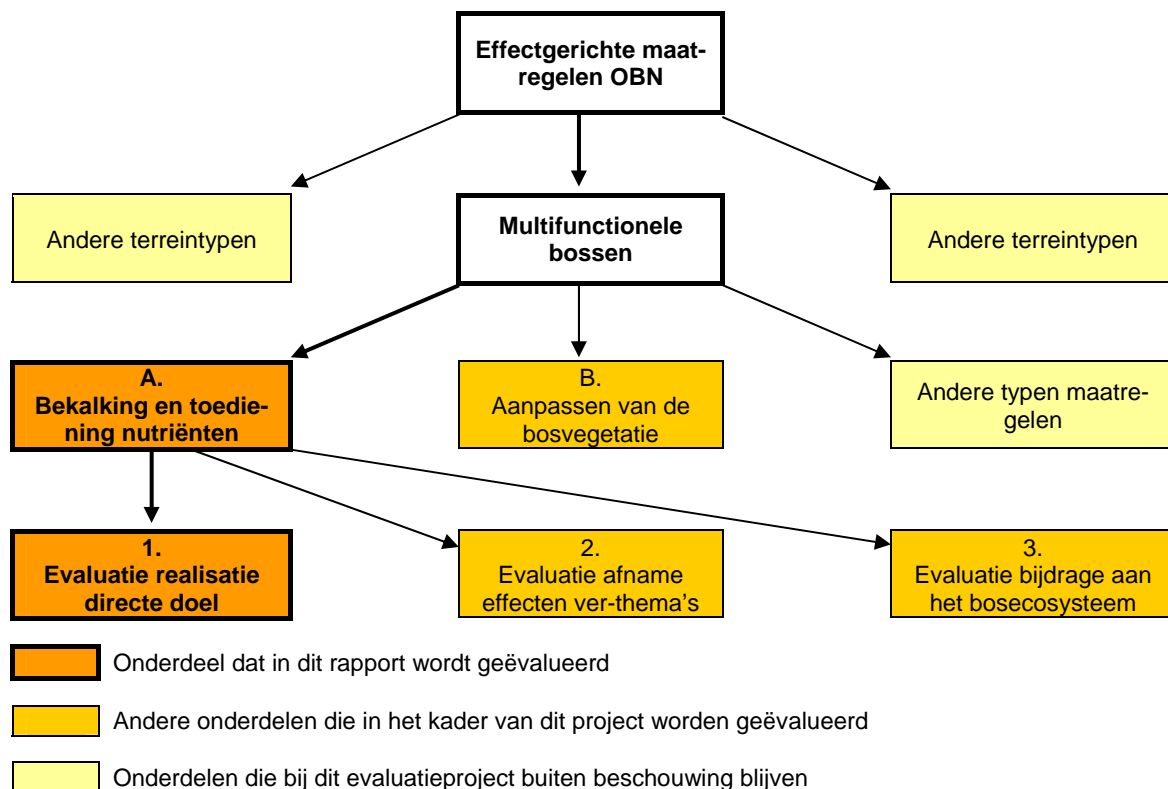 Effectgerichte maat-
regelen OBN
Andere terreintypen
Multifunctionele
bossen
Andere terreintypen
A.
Bekalking en toedie-
ning nutriënten
B.
Aanpassen van de
bosvegetatie
Andere typen maatre-
gelen
1.
Evaluatie realisatie
directe doel
2.
Evaluatie afname
effecten ver-thema's
3.
Evaluatie bijdrage aan
het bosecosysteem
Onderdeel dat in dit rapport wordt geëvalueerd
Andere onderdelen die in het kader van dit project worden geëvalueerd
Onderdelen die bij dit evaluatieproject buiten beschouwing blijven